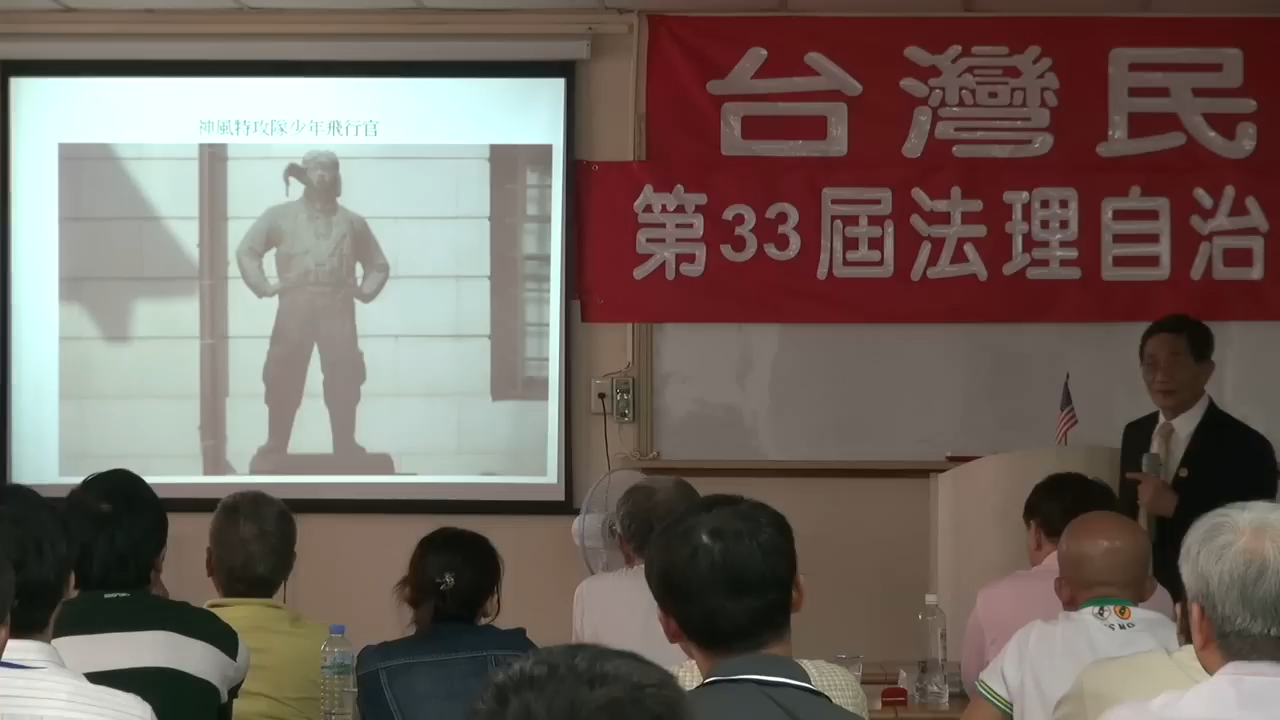 神風特攻隊少年飛行官
台灣民
第33屆法理自治